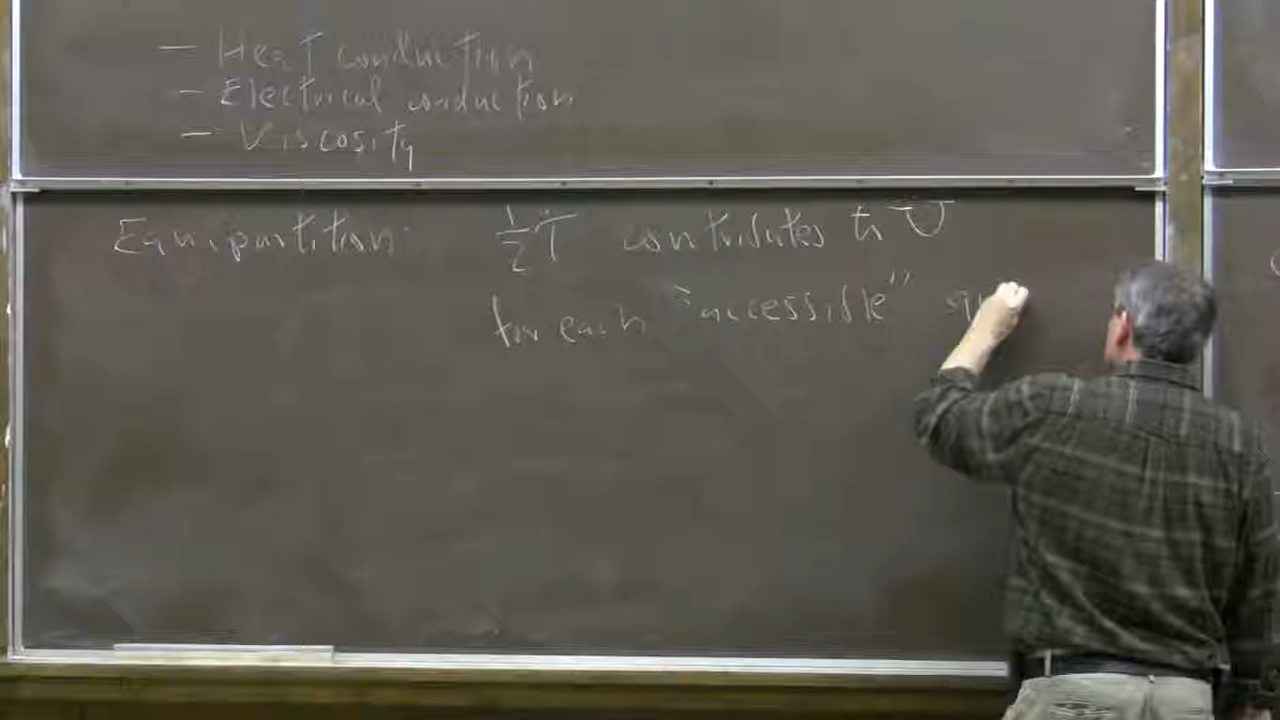 — Heat conduction
— Electrical conduction
— Viscosity
Equipartition: ½T contributes to U
for each "accessible"